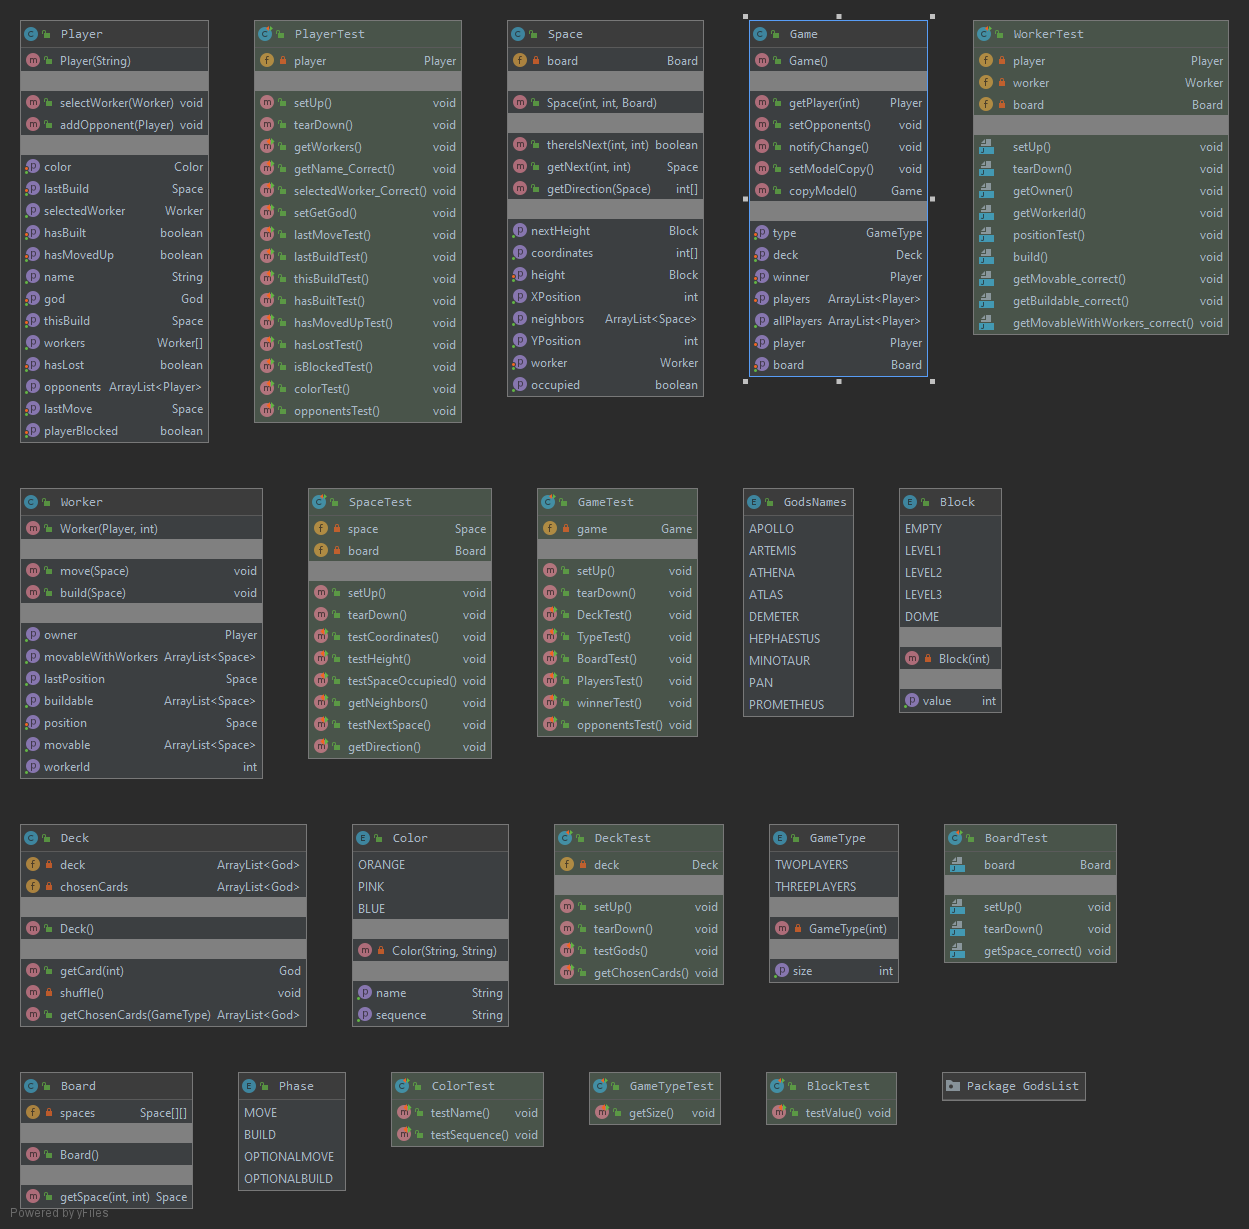 Player
Player(String)
selectWorker(Worker) void
addOpponent(Player) void
color Color
lastBuild Space
selectedWorker Worker
hasBuilt boolean
hasMovedUp boolean
name String
god God
thisBuild Space
workers Worker[]
hasLost boolean
opponents ArrayList<Player>
lastMove Space
playerBlocked boolean
PlayerTest
player Player
setUp() void
tearDown() void
getWorkers() void
getName_Correct() void
selectedWorker_Correct() void
setGetGod() void
lastMoveTest() void
lastBuildTest() void
thisBuildTest() void
hasBuiltTest() void
hasMovedUpTest() void
hasLostTest() void
isBlockedTest() void
colorTest() void
opponentsTest() void
Space
board Board
Space(int, int, Board)
thereIsNext(int, int) boolean
getNext(int, int) Space
getDirection(Space) int[]
nextHeight Block
coordinates int[]
height Block
XPosition int
neighbors ArrayList<Space>
YPosition int
worker Worker
occupied boolean
Game
Game()
getPlayer(int) Player
setOpponents() void
notifyChange() void
setModelCopy() void
copyModel() Game
type GameType
deck Deck
winner Player
players ArrayList<Player>
allPlayers ArrayList<Player>
player Player
board Board
WorkerTest
player Player
worker Worker
board Board
setUp() void
tearDown() void
getOwner() void
getWorkerId() void
positionTest() void
build() void
getMovable_correct() void
getBuildable_correct() void
getMovableWithWorkers_correct() void
Worker
Worker(Player, int)
move(Space) void
build(Space) void
owner Player
movableWithWorkers ArrayList<Space>
lastPosition Space
buildable ArrayList<Space>
position Space
movable ArrayList<Space>
workerId int
SpaceTest
space Space
board Board
setUp() void
tearDown() void
testCoordinates() void
testHeight() void
testSpaceOccupied() void
getNeighbors() void
testNextSpace() void
getDirection() void
GameTest
game Game
setUp() void
tearDown() void
DeckTest() void
TypeTest() void
BoardTest() void
PlayersTest() void
winnerTest() void
opponentsTest() void
GodsNames
APOLLO
ARTEMIS
ATHENA
ATLAS
DEMETER
HEPHAESTUS
MINOTAUR
PAN
PROMETHEUS
Block
EMPTY
LEVEL1
LEVEL2
LEVEL3
DOME
Block(int)
value int
Deck
deck ArrayList<God>
chosenCards ArrayList<God>
Deck()
getCard(int) God
shuffle() void
getChosenCards(GameType) ArrayList<God>
Color
ORANGE
PINK
BLUE
Color(String, String)
name String
sequence String
DeckTest
deck Deck
setUp() void
tearDown() void
testGods() void
getChosenCards() void
GameType
TWOPLAYERS
THREEPLAYERS
GameType(int)
size int
BoardTest
board Board
setUp() void
tearDown() void
getSpace_correct() void
Board
spaces Space[][]
Board()
getSpace(int, int) Space
Phase
MOVE
BUILD
OPTIONALMOVE
OPTIONALBUILD
ColorTest
testName() void
testSequence() void
GameTypeTest
getSize() void
BlockTest
testValue() void
Package GodsList
Powered by yFiles